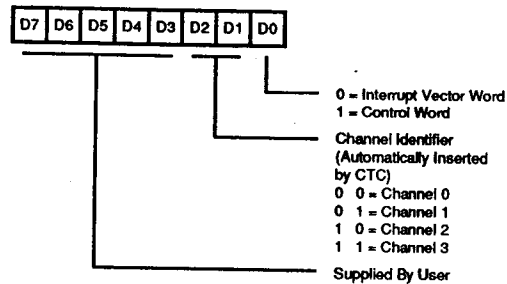 D7 D6 D5 D4 D3 D2 D1 D0
0 = Interrupt Vector Word
1 = Control Word
Channel Identifier
(Automatically Inserted
by CTC)
0 0 = Channel 0
0 1 = Channel 1
1 0 = Channel 2
1 1 = Channel 3
Supplied By User